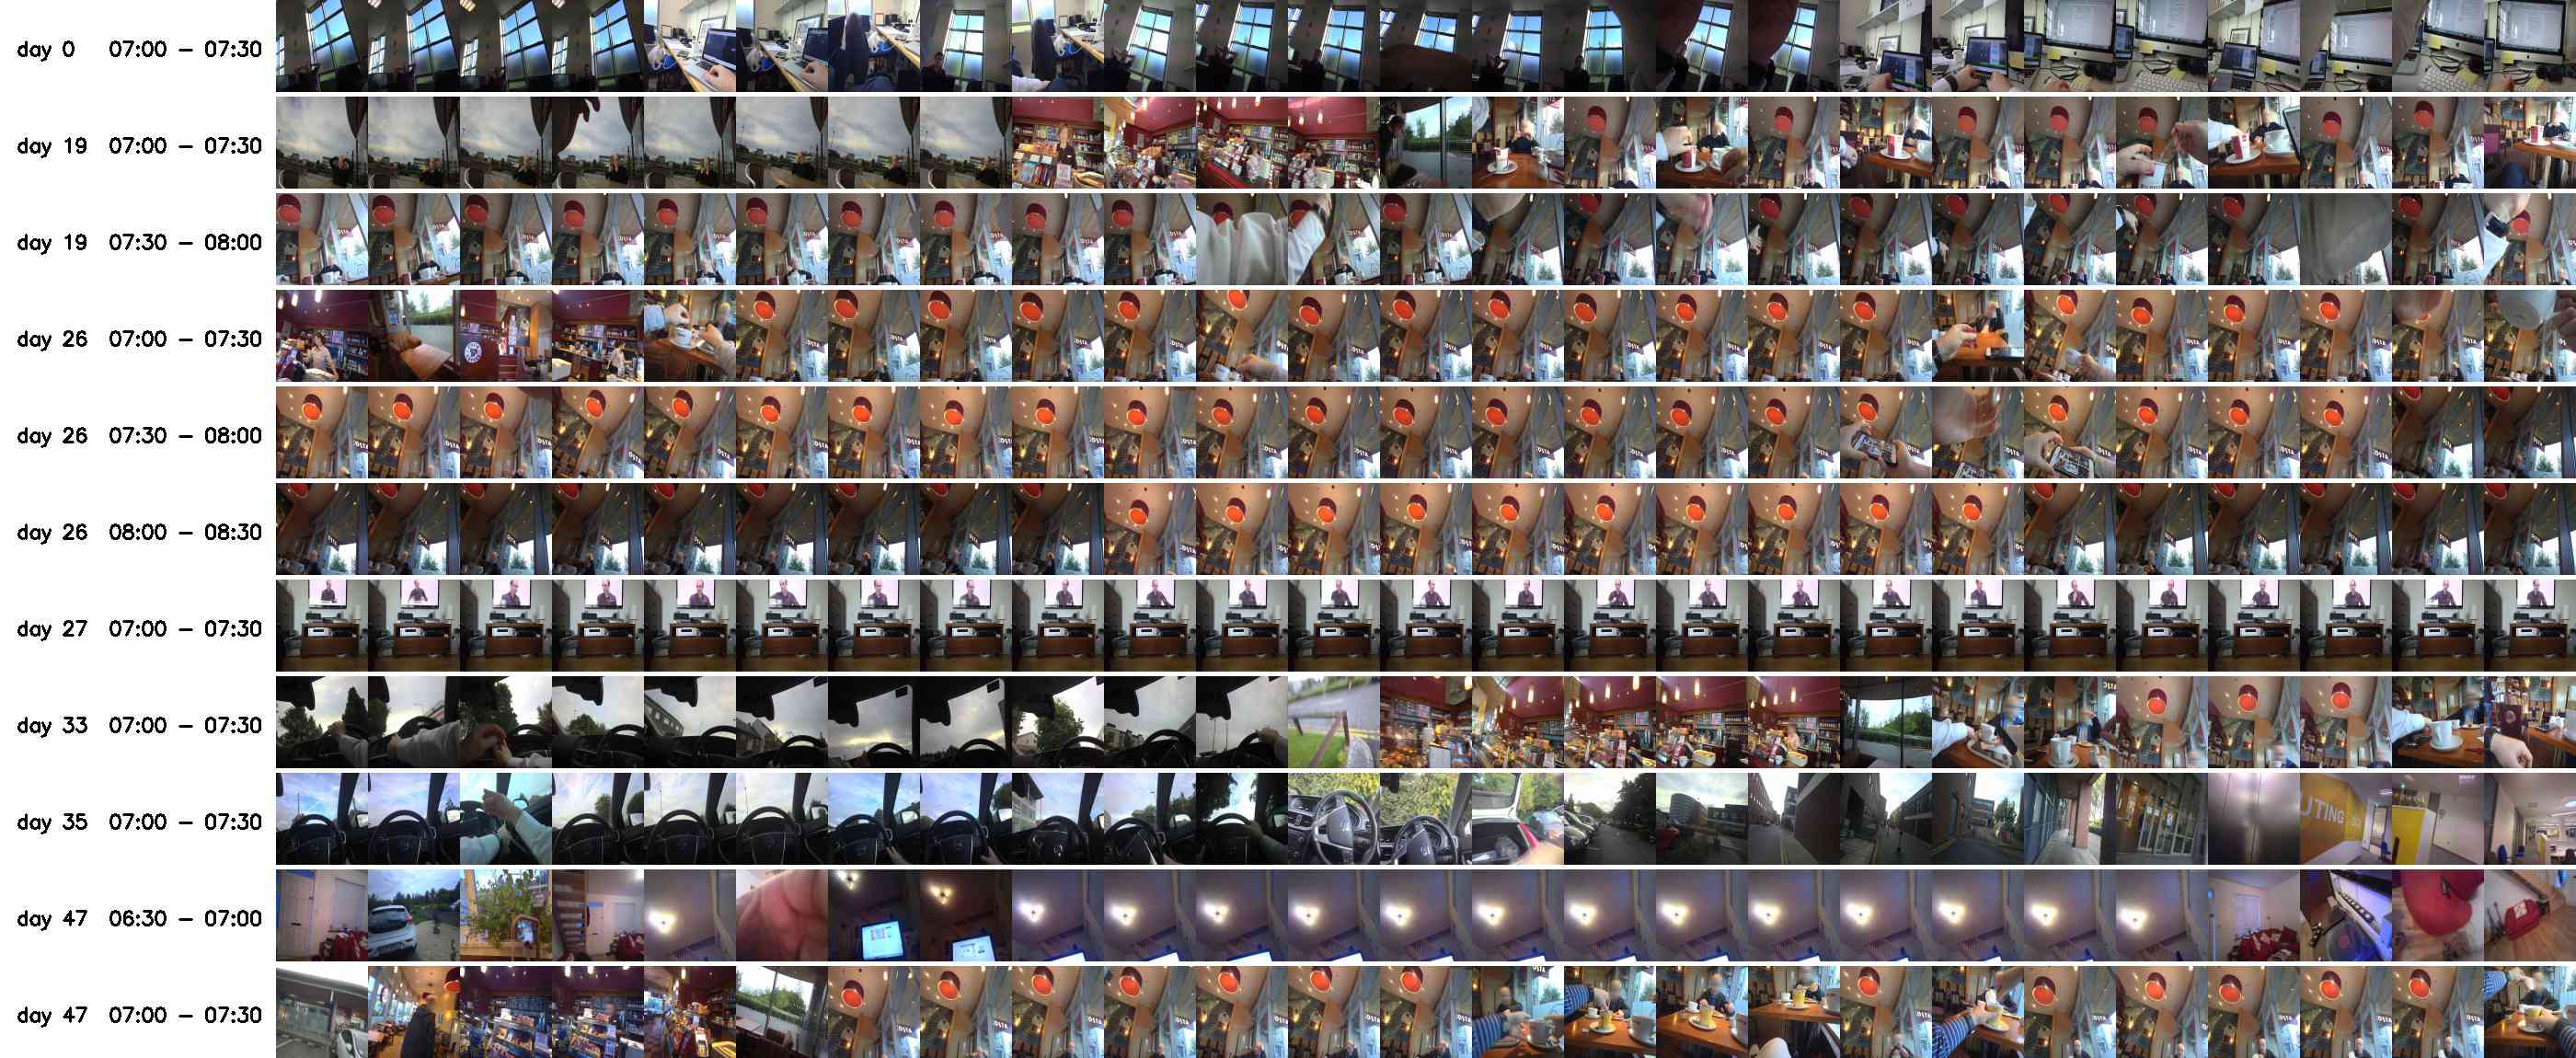 day 0 07:00 – 07:30
day 19 07:00 – 07:30
day 19 07:30 – 08:00
COSTA
day 26 07:00 – 07:30
day 26 07:30 – 08:00
COSTA
day 26 08:00 – 08:30
day 27 07:00 – 07:30
day 33 07:00 – 07:30
day 35 07:00 – 07:30
UTING
day 47 06:30 – 07:00
day 47 07:00 – 07:30